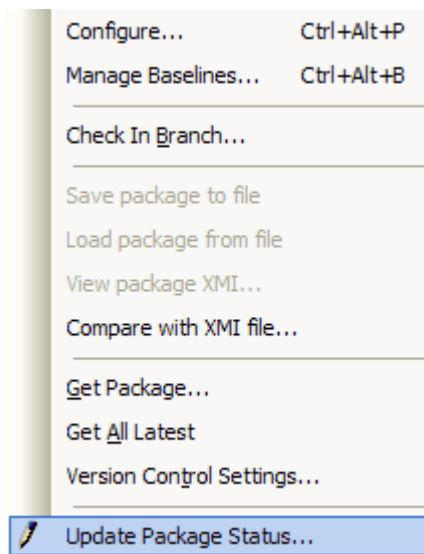 Configure... Ctrl+Alt+P
Manage Baselines... Ctrl+Alt+B
Check In Branch...
Save package to file
Load package from file
View package XMI...
Compare with XMI file...
Get Package...
Get All Latest
Version Control Settings...
Update Package Status...